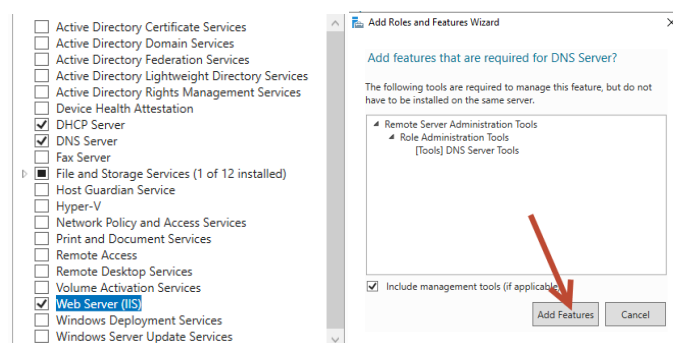 Active Directory Certificate Services
Active Directory Domain Services
Active Directory Federation Services
Active Directory Lightweight Directory Services
Active Directory Rights Management Services
Device Health Attestation
DHCP Server
DNS Server
Fax Server
File and Storage Services (1 of 12 installed)
Host Guardian Service
Hyper-V
Network Policy and Access Services
Print and Document Services
Remote Access
Remote Desktop Services
Volume Activation Services
Web Server (IIS)
Windows Deployment Services
Windows Server Update Services
Add Roles and Features Wizard
Add features that are required for DNS Server?
The following tools are required to manage this feature, but do not
have to be installed on the same server.
Remote Server Administration Tools
Role Administration Tools
[Tools] DNS Server Tools
Include management tools (if applicable)
Add Features
Cancel